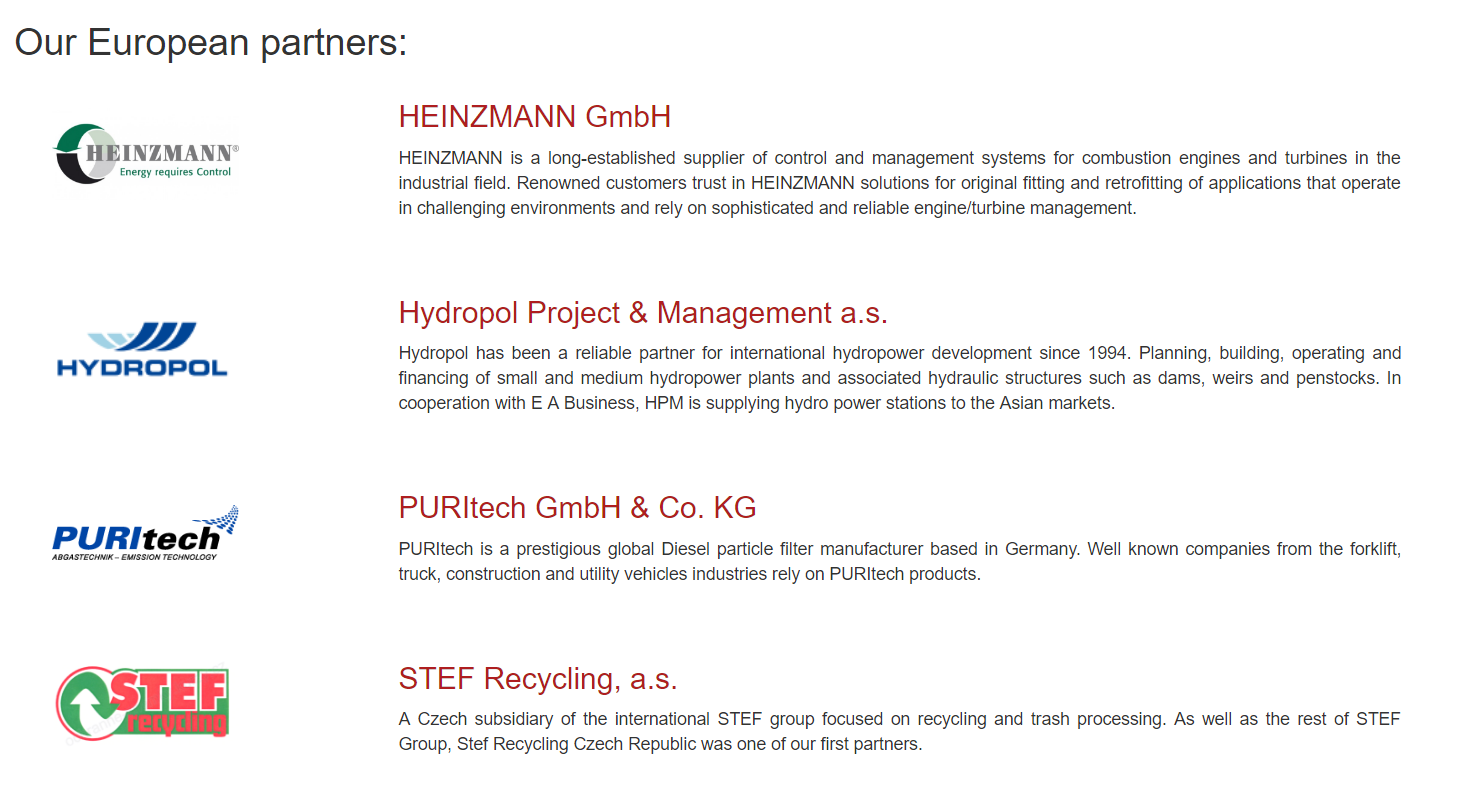 Our European partners:
HEINZMANN®
Energy requires Control
HEINZMANN GmbH
HEINZMANN is a long-established supplier of control and management systems for combustion engines and turbines in the
industrial field. Renowned customers trust in HEINZMANN solutions for original fitting and retrofitting of applications that operate
in challenging environments and rely on sophisticated and reliable engine/turbine management.
HYDROPOL
Hydropol Project & Management a.s.
Hydropol has been a reliable partner for international hydropower development since 1994. Planning, building, operating and
financing of small and medium hydropower plants and associated hydraulic structures such as dams, weirs and penstocks. In
cooperation with E A Business, HPM is supplying hydro power stations to the Asian markets.
PURItech
ABGASTECHNIK – EMISSION TECHNOLOGY
PURItech GmbH & Co. KG
PURItech is a prestigious global Diesel particle filter manufacturer based in Germany. Well known companies from the forklift,
truck, construction and utility vehicles industries rely on PURItech products.
STEF
recycling
STEF Recycling, a.s.
A Czech subsidiary of the international STEF group focused on recycling and trash processing. As well as the rest of STEF
Group, Stef Recycling Czech Republic was one of our first partners.